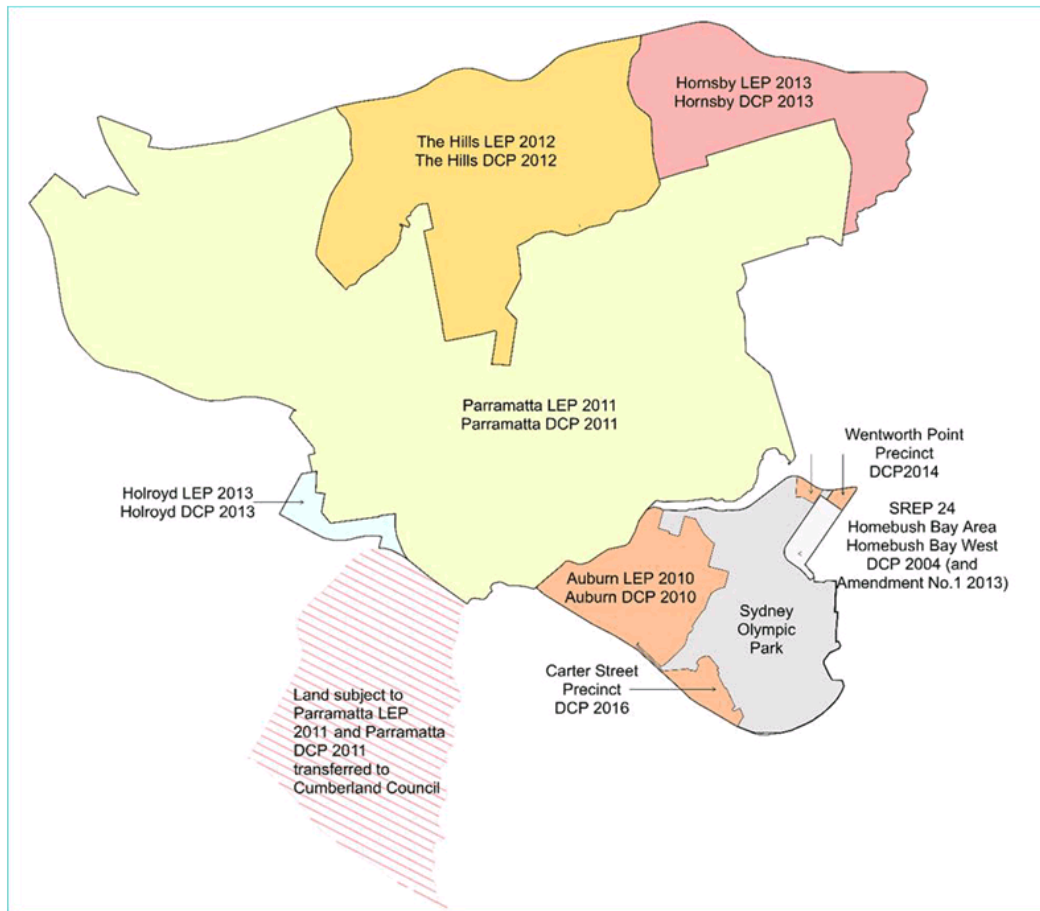 Hornsby LEP 2013
Hornsby DCP 2013
The Hills LEP 2012
The Hills DCP 2012
Parramatta LEP 2011
Parramatta DCP 2011
Wentworth Point
Precinct
DCP2014
Holroyd LEP 2013
Holroyd DCP 2013
SREP 24
Homebush Bay Area
Homebush Bay West
DCP 2004 (and
Amendment No.1 2013)
Auburn LEP 2010
Auburn DCP 2010
Sydney
Olympic
Park
Carter Street
Precinct
DCP 2016
Land subject to
Parramatta LEP
2011 and Parramatta
DCP 2011
transferred to
Cumberland Council